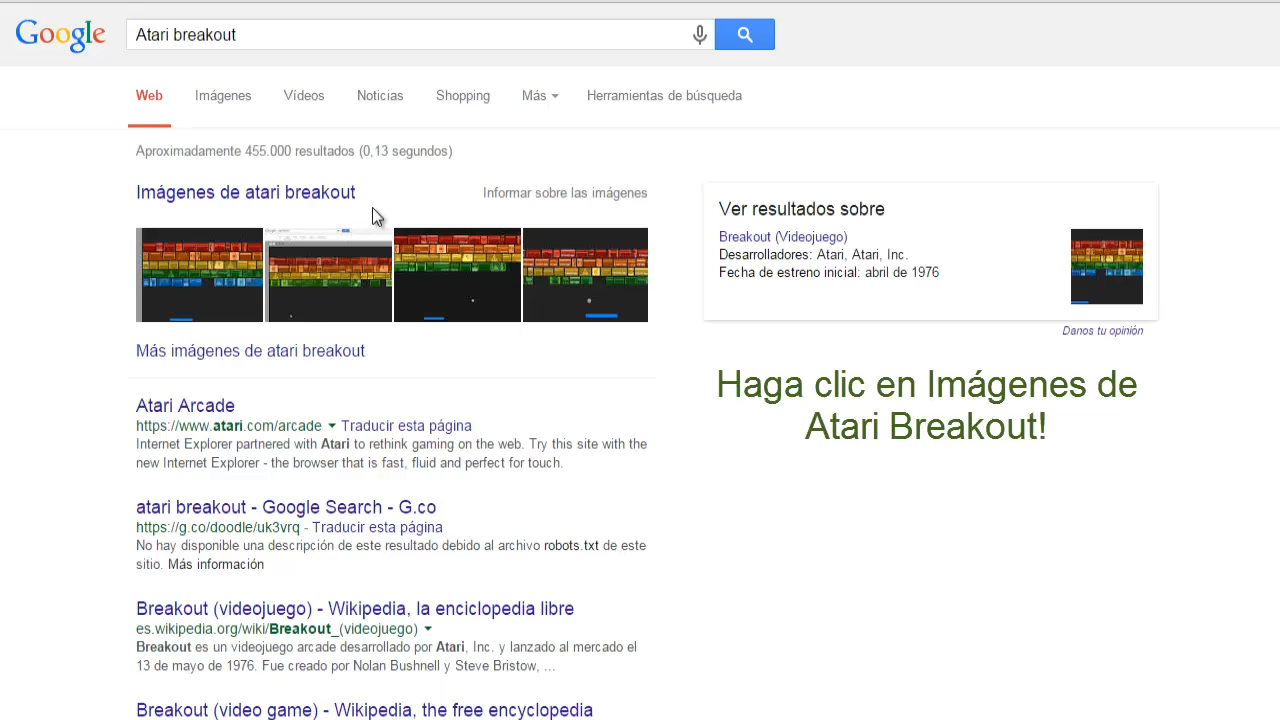 Google
Atari breakout
Web Imágenes Vídeos Noticias Shopping Más Herramientas de búsqueda
Aproximadamente 455.000 resultados (0,13 segundos)
Imágenes de atari breakout
Informar sobre las imágenes
Más imágenes de atari breakout
Atari Arcade
https://www.atari.com/arcade Traducir esta página
Internet Explorer partnered with Atari to rethink gaming on the web. Try this site with the
new Internet Explorer - the browser that is fast, fluid and perfect for touch.
atari breakout - Google Search - G.co
https://g.co/doodle/uk3vrq - Traducir esta página
No hay disponible una descripción de este resultado debido al archivo robots.txt de este
sitio. Más información
Breakout (videojuego) - Wikipedia, la enciclopedia libre
es.wikipedia.org/wiki/Breakout_(videojuego)
Breakout es un videojuego arcade desarrollado por Atari, Inc. y lanzado al mercado el
13 de mayo de 1976. Fue creado por Nolan Bushnell y Steve Bristow, ...
Breakout (video game) - Wikipedia, the free encyclopedia
Ver resultados sobre
Breakout (Videojuego)
Desarrolladores: Atari, Atari, Inc.
Fecha de estreno inicial: abril de 1976
Danos tu opinión
Haga clic en Imágenes de
Atari Breakout!